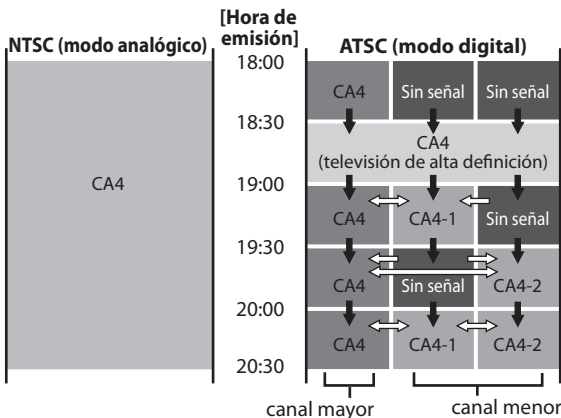 [Hora de
emisión]
NTSC (modo analógico)
ATSC (modo digital)
18:00
CA4
Sin señal
Sin señal
18:30
CA4
(televisión de alta definición)
CA4
19:00
CA4
CA4-1
Sin señal
19:30
CA4
Sin señal
CA4-2
20:00
CA4
CA4-1
CA4-2
20:30
canal mayor
canal menor